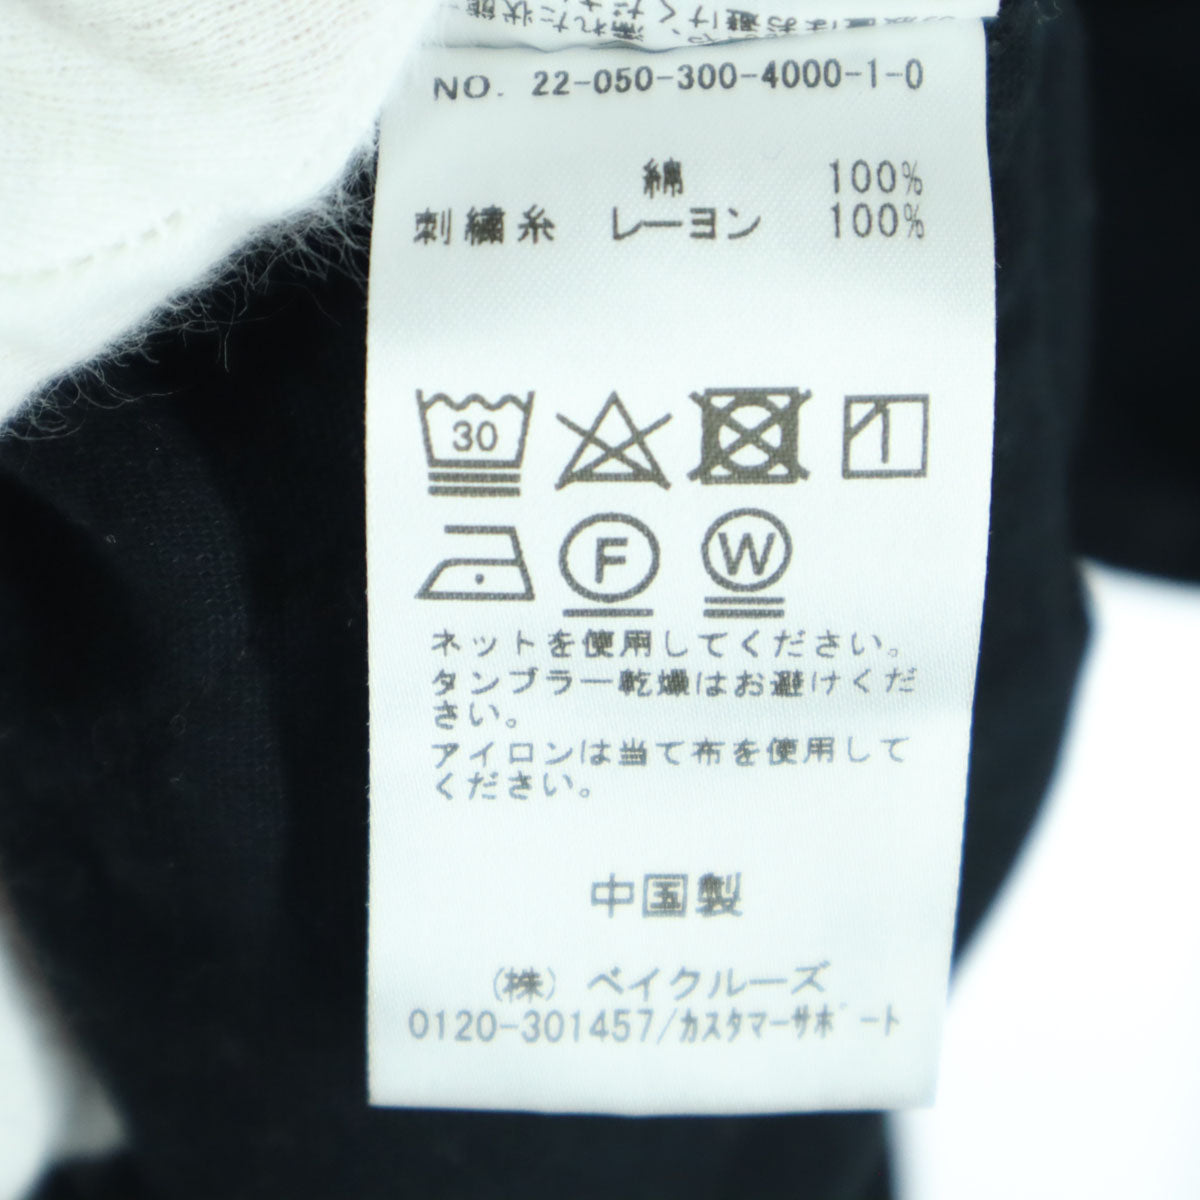 NO. 22-050-300-4000-1-0
綿 100%
刺繍糸 レーヨン 100%
30
F W
ネットを使用してください。
タンブラー乾燥はお避けくだ
さい。
アイロンは当て布を使用して
ください。
中国製
(株) ベイクルーズ
0120-301457/カスタマーサポート